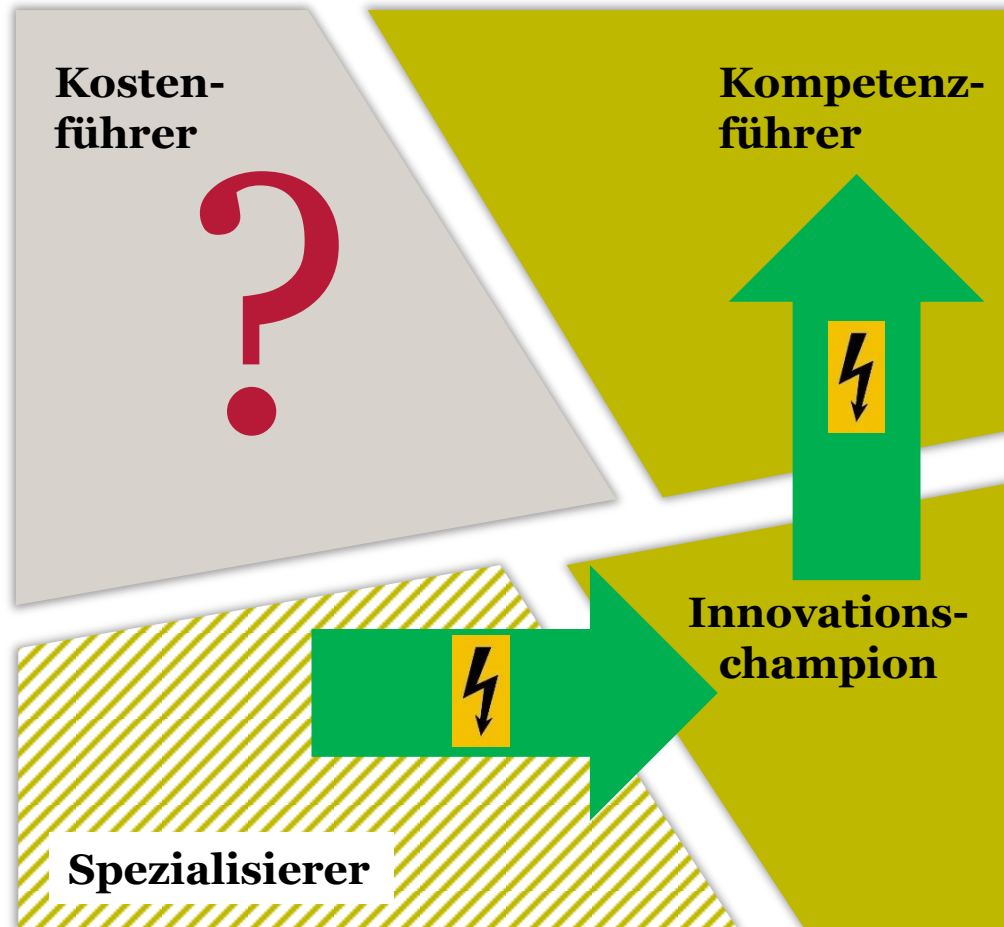 Kosten-
führer
?
Kompetenz-
führer
Innovations-
champion
Spezialisierer